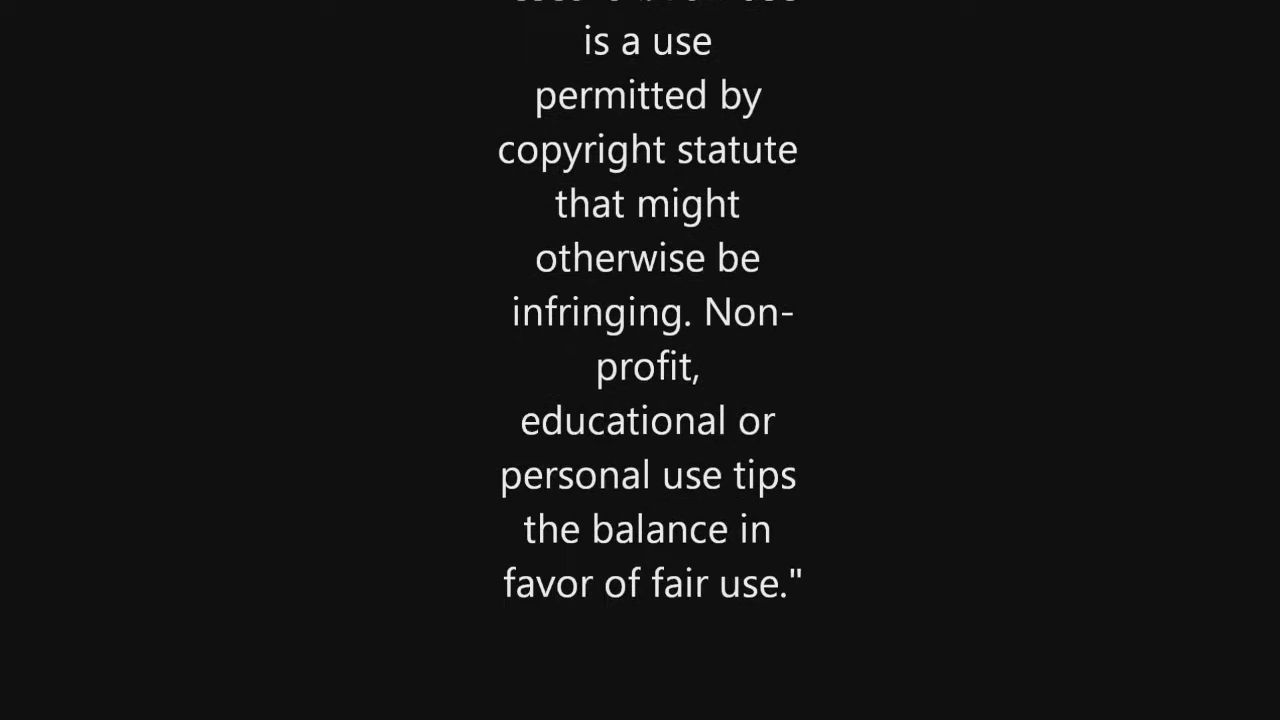 is a use
permitted by
copyright statute
that might
otherwise be
infringing. Non-
profit,
educational or
personal use tips
the balance in
favor of fair use."